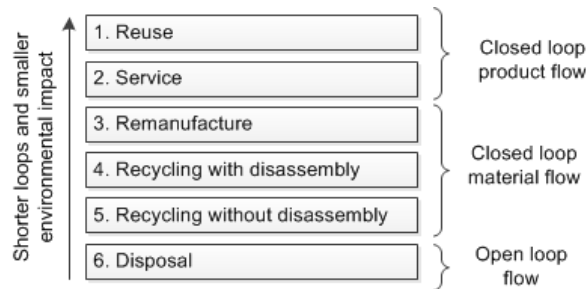 Shorter loops and smaller
environmental impact
1. Reuse
2. Service
3. Remanufacture
4. Recycling with disassembly
5. Recycling without disassembly
6. Disposal
Closed loop
product flow
Closed loop
material flow
Open loop
flow